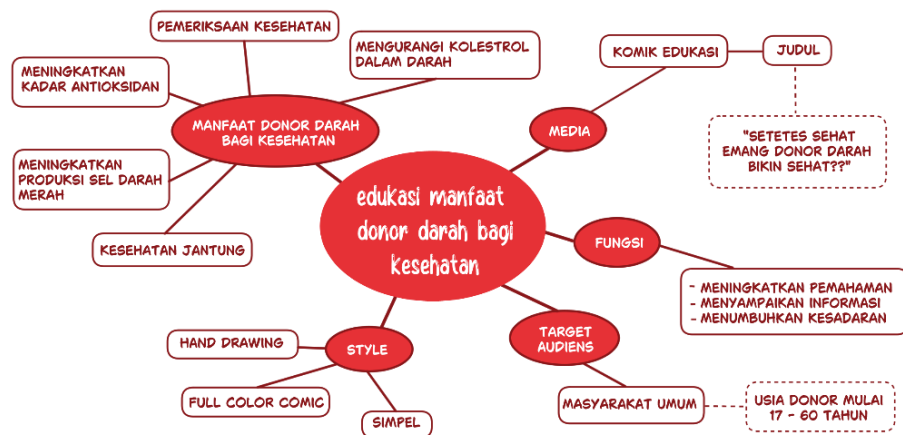 edukasi manfaat
donor darah bagi
kesehatan
MANFAAT DONOR DARAH
BAGI KESEHATAN
PEMERIKSAAN KESEHATAN
MENGURANGI KOLESTROL
DALAM DARAH
MENINGKATKAN
KADAR ANTIOKSIDAN
MENINGKATKAN
PRODUKSI SEL DARAH
MERAH
KESEHATAN JANTUNG
MEDIA
KOMIK EDUKASI
JUDUL
"SETETES SEHAT
EMANG DONOR DARAH
BIKIN SEHAT??"
FUNGSI
- MENINGKATKAN PEMAHAMAN
- MENYAMPAIKAN INFORMASI
- MENUMBUHKAN KESADARAN
TARGET
AUDIENS
MASYARAKAT UMUM
USIA DONOR MULAI
17 - 60 TAHUN
STYLE
HAND DRAWING
FULL COLOR COMIC
SIMPEL